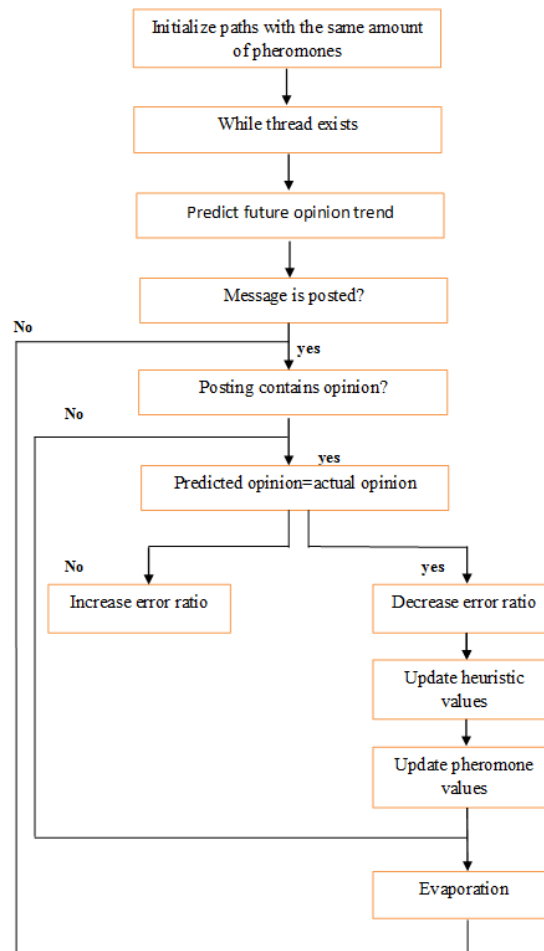 Initialize paths with the same amount
of pheromones
While thread exists
Predict future opinion trend
Message is posted?
No
yes
Posting contains opinion?
No
yes
Predicted opinion=actual opinion
No
yes
Increase error ratio
Decrease error ratio
Update heuristic
values
Update pheromone
values
Evaporation